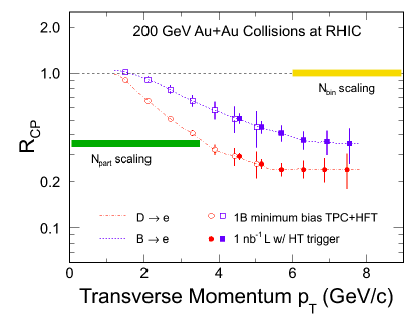 200 GeV Au+Au Collisions at RHIC
2.0
1.0
N_bin scaling
R_CP
N_part scaling
0.2
D → e
1B minimum bias TPC+HFT
B → e
1 nb⁻¹ L w/ HT trigger
0.1
0 2 4 6 8
Transverse Momentum p_T (GeV/c)